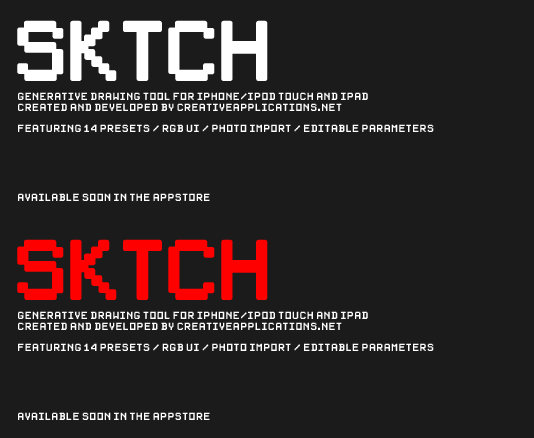 SKTCH
GENERATIVE DRAWING TOOL FOR IPHONE/IPOD TOUCH AND IPAD
CREATED AND DEVELOPED BY CREATIVEAPPLICATIONS.NET
FEATURING 14 PRESETS / RGB UI / PHOTO IMPORT / EDITABLE PARAMETERS
AVAILABLE SOON IN THE APPSTORE
SKTCH
GENERATIVE DRAWING TOOL FOR IPHONE/IPOD TOUCH AND IPAD
CREATED AND DEVELOPED BY CREATIVEAPPLICATIONS.NET
FEATURING 14 PRESETS / RGB UI / PHOTO IMPORT / EDITABLE PARAMETERS
AVAILABLE SOON IN THE APPSTORE